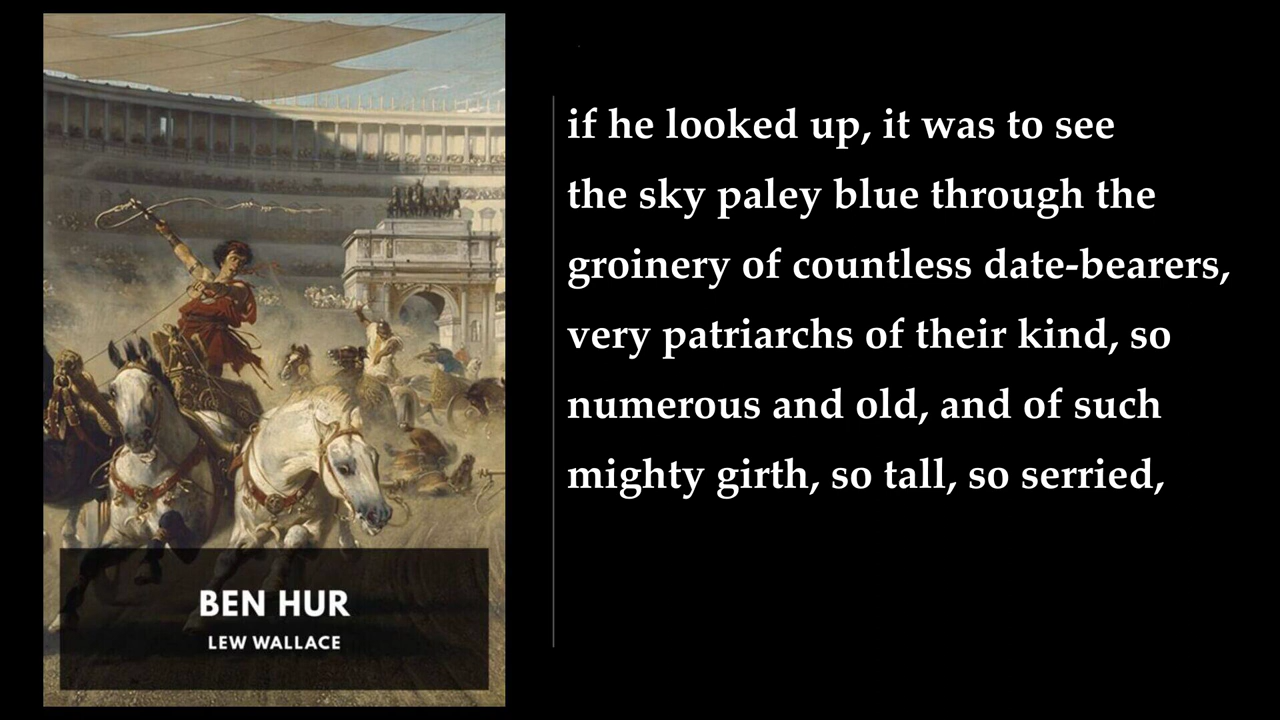 BEN HUR
LEW WALLACE
if he looked up, it was to see
the sky paley blue through the
groinery of countless date-bearers,
very patriarchs of their kind, so
numerous and old, and of such
mighty girth, so tall, so serried,